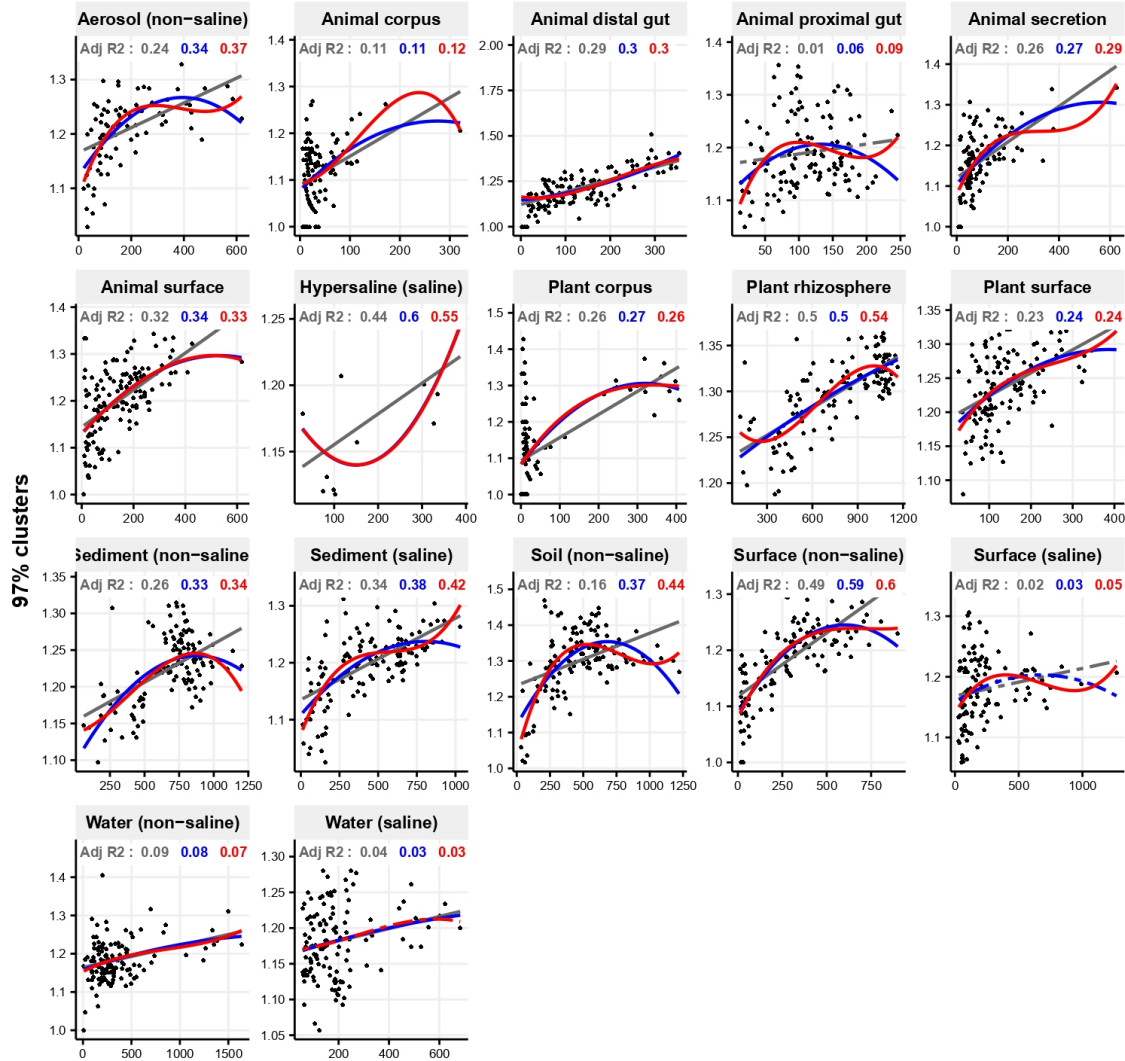 Aerosol (non−saline)
Adj R2 : 0.24 0.34 0.37
1.3
1.2
1.1
0 200 400 600
Animal corpus
Adj R2 : 0.11 0.11 0.12
1.4
1.3
1.2
1.1
1.0
0 100 200 300
Animal distal gut
Adj R2 : 0.29 0.3 0.3
2.00
1.75
1.50
1.25
1.00
0 100 200 300
Animal proximal gut
Adj R2 : 0.01 0.06 0.09
1.4
1.3
1.2
1.1
50 100 150 200 250
Animal secretion
Adj R2 : 0.26 0.27 0.29
1.4
1.3
1.2
1.1
1.0
0 200 400 600
Animal surface
Adj R2 : 0.32 0.34 0.33
1.4
1.3
1.2
1.1
1.0
0 200 400 600
Hypersaline (saline)
Adj R2 : 0.44 0.6 0.55
1.25
1.20
1.15
100 200 300 400
Plant corpus
Adj R2 : 0.26 0.27 0.26
1.5
1.4
1.3
1.2
1.1
1.0
0 100 200 300 400
Plant rhizosphere
Adj R2 : 0.5 0.5 0.54
1.35
1.30
1.25
1.20
300 600 900 1200
Plant surface
Adj R2 : 0.23 0.24 0.24
1.35
1.30
1.25
1.20
1.15
1.10
100 200 300 400
97% clusters
Sediment (non−saline
Adj R2 : 0.26 0.33 0.34
1.35
1.30
1.25
1.20
1.15
1.10
250 500 750 1000 1250
Sediment (saline)
Adj R2 : 0.34 0.38 0.42
1.3
1.2
1.1
0 250 500 750 1000
Soil (non−saline)
Adj R2 : 0.16 0.37 0.44
1.5
1.4
1.3
1.2
1.1
1.0
0 250 500 750 1000 1250
Surface (non−saline)
Adj R2 : 0.49 0.59 0.6
1.3
1.2
1.1
1.0
0 250 500 750
Surface (saline)
Adj R2 : 0.02 0.03 0.05
1.3
1.2
1.1
0 500 1000
Water (non−saline)
Adj R2 : 0.09 0.08 0.07
1.4
1.3
1.2
1.1
1.0
0 500 1000 1500
Water (saline)
Adj R2 : 0.04 0.03 0.03
1.30
1.25
1.20
1.15
1.10
1.05
200 400 600